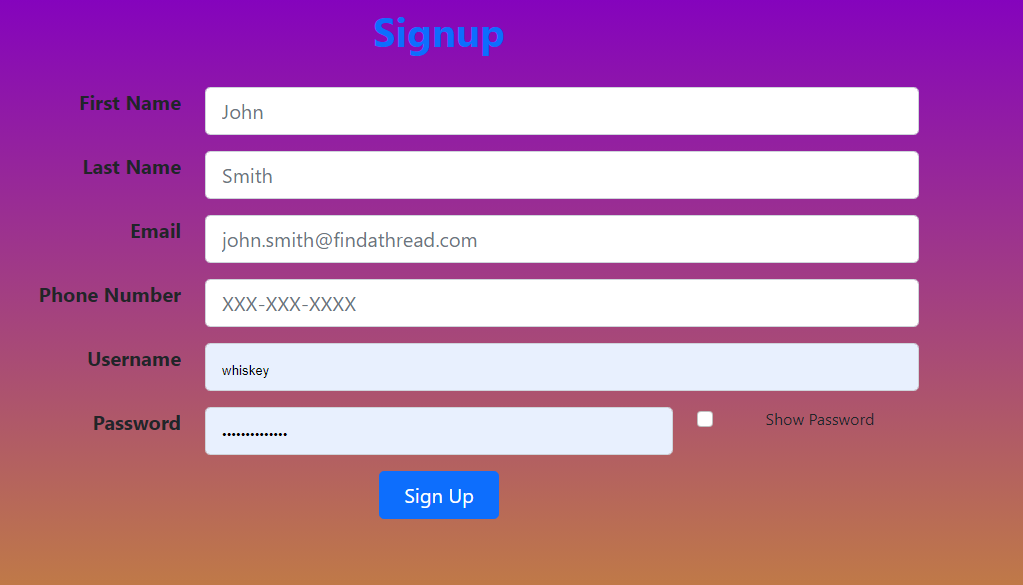 Signup
First Name
John
Last Name
Smith
Email
john.smith@findathread.com
Phone Number
XXX-XXX-XXXX
Username
whiskey
Password
••••••••••••••
Show Password
Sign Up